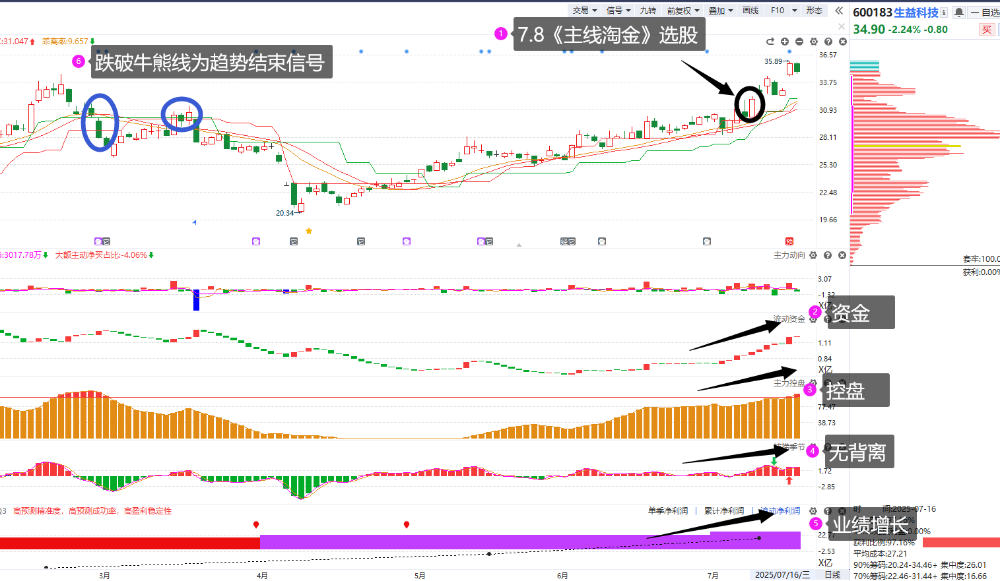 交易 信号 九转 前复权 叠加 画线 F10 形态
600183 生益科技
34.90 -2.24% -0.80
自选
买
:31.047 乖离率:9.657
1
7.8《主线淘金》选股
6
跌破牛熊线为趋势结束信号
35.89
20.34
36.57
33.75
30.93
28.11
25.30
22.48
19.66
套牢:100.0
获利:0.00%
:3017.78万 大额主动净买占比:-4.06%
主力动向
3.07
-1.32
X亿
2
资金
流动资金
1.11
0.84
X亿
主力控盘
3
控盘
77.47
38.73
季节
4
无背离
1.72
-2.85
Q3 高预测精准度，高预测成功率，高盈利稳定性
单季净利润 累计净利润 流动净利润
5
业绩增长
22.77
-2.53
X亿
3月 4月 5月 6月 7月 2025/07/16/三 日线
时 间:2025-07-16
获利比例:97.16%
平均成本:27.21
90%筹码:20.24-34.46+ 集中度:26.01
70%筹码:22.46-31.44+ 集中度:16.66